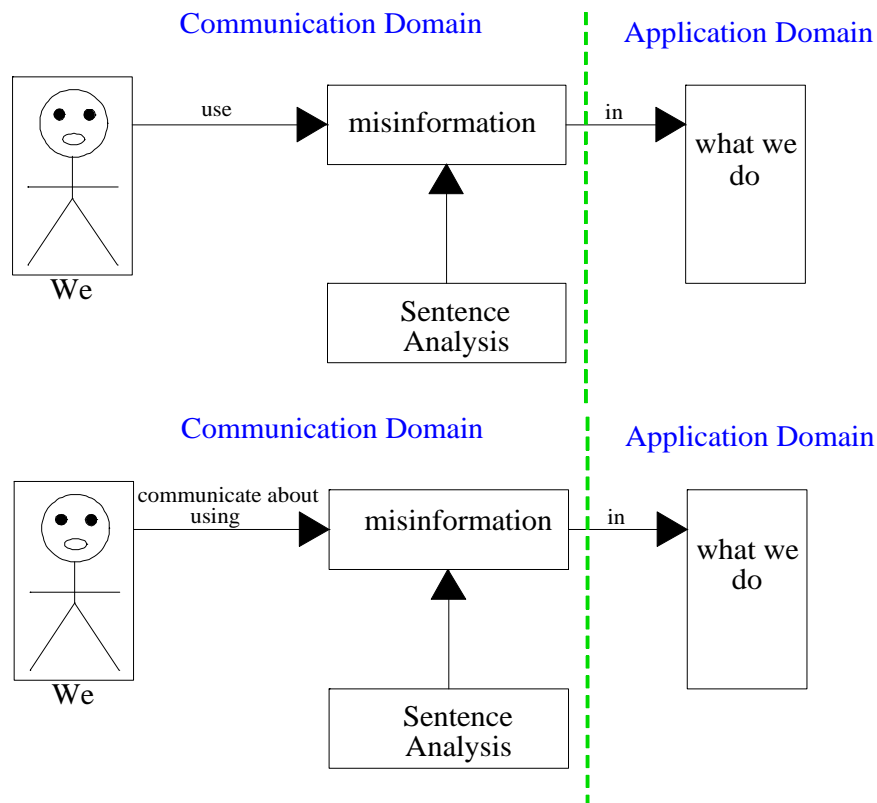 Communication Domain
Application Domain
use
misinformation
in
what we
do
We
Sentence
Analysis
Communication Domain
Application Domain
communicate about
using
misinformation
in
what we
do
We
Sentence
Analysis